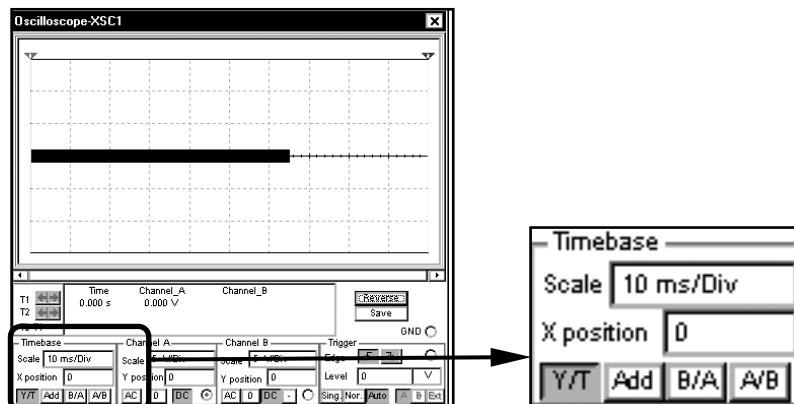 Oscilloscope-XSC1
Time Channel_A Channel_B
T1 0.000 s 0.000 V
T2
Reverse
Save
GND
Timebase Channel A Channel B Trigger
Scale 10 ms/Div Scale Scale Edge
X position 0 Y position 0 Y position 0 Level 0 V
Y/T Add B/A A/B AC 0 DC AC 0 DC - Sing. Nor. Auto A B Ext
Timebase
Scale 10 ms/Div
X position 0
Y/T Add B/A A/B